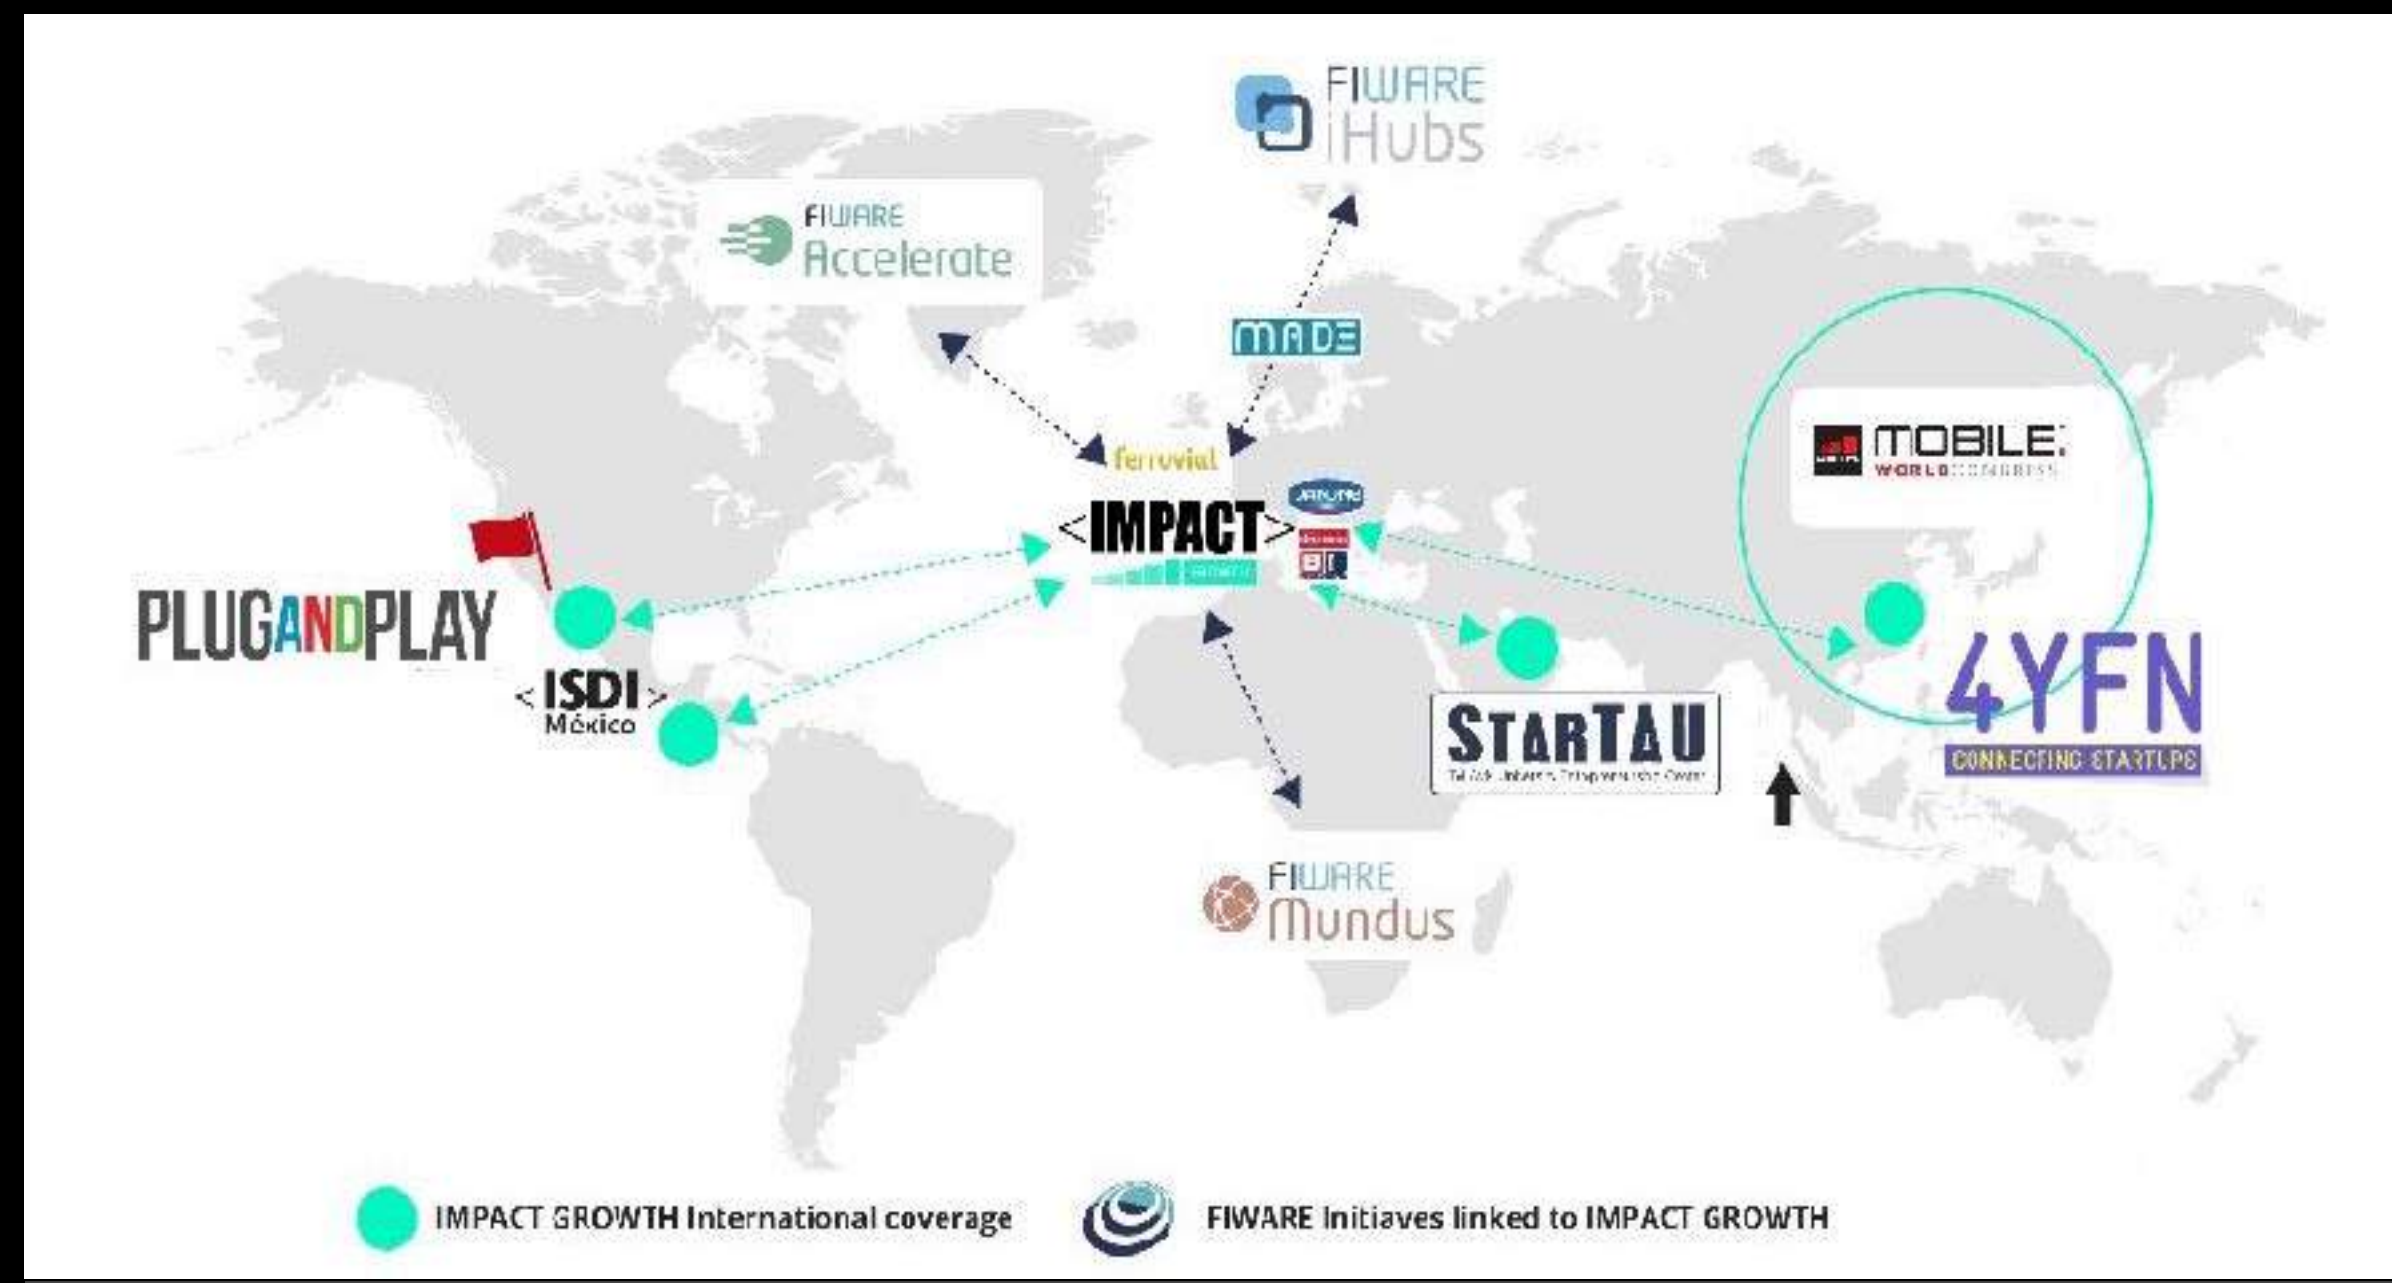 FIWARE
iHubs
FIWARE
Accelerate
MADE
ferrovial
<IMPACT>
MOBILE
WORLD CONGRESS
PLUGANDPLAY
<ISDI>
México
STARTAU
4YFN
CONNECTING STARTUPS
FIWARE
Mundus
IMPACT GROWTH International coverage
FIWARE Initiaves linked to IMPACT GROWTH